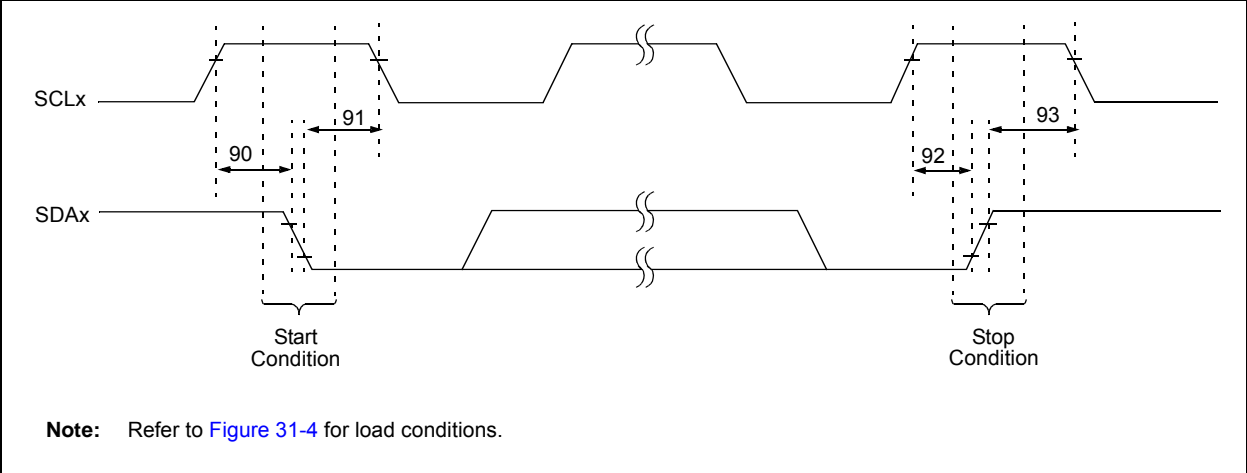 SCLx
91
93
90
92
SDAx
Start
Condition
Stop
Condition
Note: Refer to Figure 31-4 for load conditions.